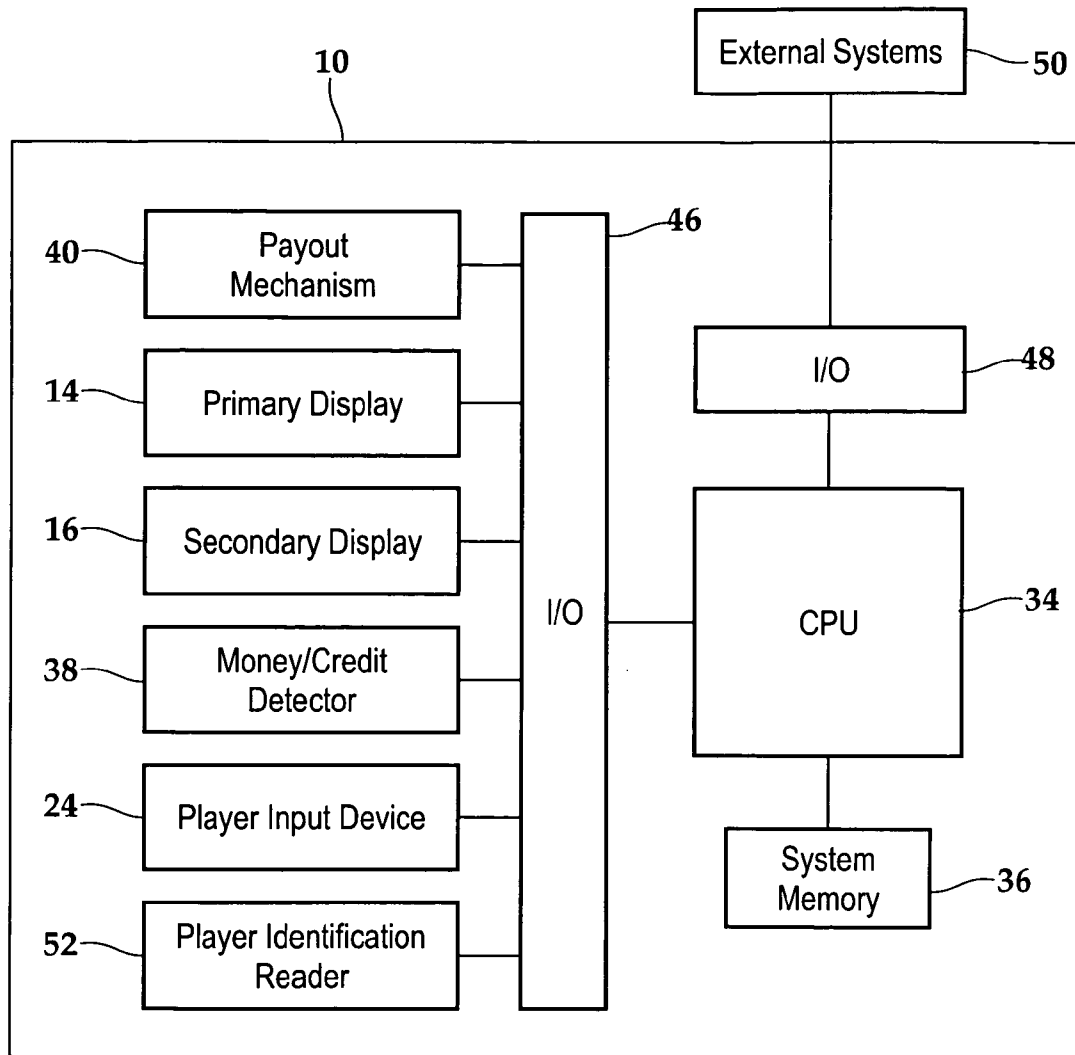 External Systems
50
10
40
Payout
Mechanism
46
14
Primary Display
I/O
48
16
Secondary Display
I/O
CPU
34
38
Money/Credit
Detector
24
Player Input Device
System
Memory
36
52
Player Identification
Reader